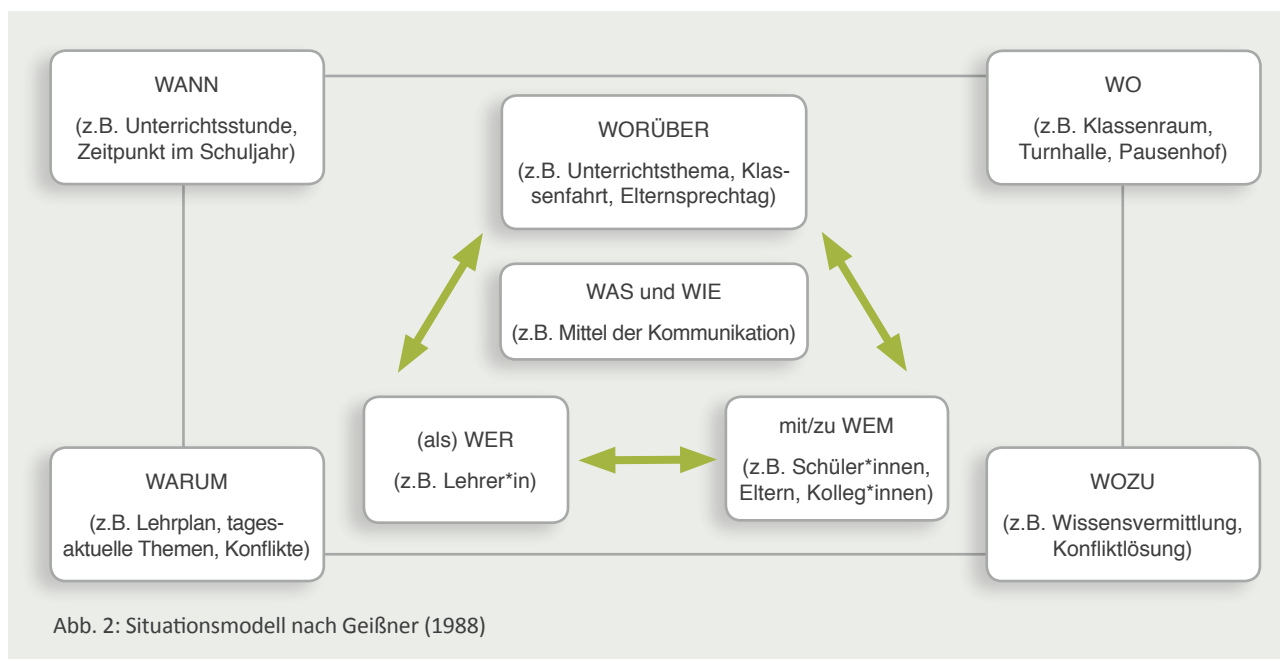 WANN
(z.B. Unterrichtsstunde,
Zeitpunkt im Schuljahr)
WORÜBER
(z.B. Unterrichtsthema, Klas-
senfahrt, Elternsprechtag)
WO
(z.B. Klassenraum,
Turnhalle, Pausenhof)
WAS und WIE
(z.B. Mittel der Kommunikation)
(als) WER
(z.B. Lehrer*in)
mit/zu WEM
(z.B. Schüler*innen,
Eltern, Kolleg*innen)
WARUM
(z.B. Lehrplan, tages-
aktuelle Themen, Konflikte)
WOZU
(z.B. Wissensvermittlung,
Konfliktlösung)
Abb. 2: Situationsmodell nach Geißner (1988)